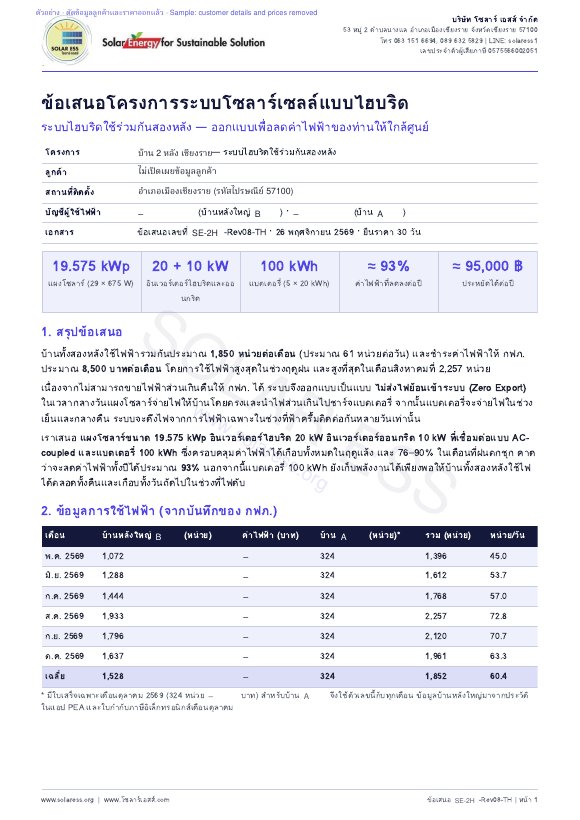 ตัวอย่าง · ตัดข้อมูลลูกค้าและราคาออกแล้ว · Sample: customer details and prices removed
SOLAR ESS
Solar Energy for Sustainable Solution
บริษัท โซลาร์ เอสส์ จำกัด
53 หมู่ 2 ตำบลนางแล อำเภอเมืองเชียงราย จังหวัดเชียงราย 57100
โทร 063 151 6694, 089 632 5829 | LINE: solaress1
เลขประจำตัวผู้เสียภาษี 0575566002051
ข้อเสนอโครงการระบบโซลาร์เซลล์แบบไฮบริด
ระบบไฮบริดใช้ร่วมกันสองหลัง — ออกแบบเพื่อลดค่าไฟฟ้าของท่านให้ใกล้ศูนย์
โครงการ บ้าน 2 หลัง เชียงราย— ระบบไฮบริดใช้ร่วมกันสองหลัง
ลูกค้า ไม่เปิดเผยข้อมูลลูกค้า
สถานที่ติดตั้ง อำเภอเมืองเชียงราย (รหัสไปรษณีย์ 57100)
บัญชีผู้ใช้ไฟฟ้า – (บ้านหลังใหญ่ B ) · – (บ้าน A )
เอกสาร ข้อเสนอเลขที่ SE-2H -Rev08-TH · 26 พฤศจิกายน 2569 · ยืนราคา 30 วัน
19.575 kWp 20 + 10 kW 100 kWh ≈ 93% ≈ 95,000 ฿
แผงโซลาร์ (29 × 675 W) อินเวอร์เตอร์ไฮบริดและออนกริด แบตเตอรี่ (5 × 20 kWh) ค่าไฟฟ้าที่ลดลงต่อปี ประหยัดได้ต่อปี
1. สรุปข้อเสนอ
บ้านทั้งสองหลังใช้ไฟฟ้ารวมกันประมาณ 1,850 หน่วยต่อเดือน (ประมาณ 61 หน่วยต่อวัน) และชำระค่าไฟฟ้าให้ กฟภ.
ประมาณ 8,500 บาทต่อเดือน โดยการใช้ไฟฟ้าสูงสุดในช่วงฤดูฝน และสูงที่สุดในเดือนสิงหาคมที่ 2,257 หน่วย
เนื่องจากไม่สามารถขายไฟฟ้าส่วนเกินคืนให้ กฟภ. ได้ ระบบจึงออกแบบเป็นแบบ ไม่ส่งไฟย้อนเข้าระบบ (Zero Export)
ในเวลากลางวันแผงโซลาร์จ่ายไฟให้บ้านโดยตรงและนำไฟส่วนเกินไปชาร์จแบตเตอรี่ จากนั้นแบตเตอรี่จะจ่ายไฟในช่วง
เย็นและกลางคืน ระบบจะดึงไฟจากการไฟฟ้าเฉพาะในช่วงที่ฟ้าครึ้มติดต่อกันหลายวันเท่านั้น
เราเสนอ แผงโซลาร์ขนาด 19.575 kWp อินเวอร์เตอร์ไฮบริด 20 kW อินเวอร์เตอร์ออนกริด 10 kW ที่เชื่อมต่อแบบ AC-
coupled และแบตเตอรี่ 100 kWh ซึ่งครอบคลุมค่าไฟฟ้าได้เกือบทั้งหมดในฤดูแล้ง และ 76–90% ในเดือนที่ฝนตกชุก คาด
ว่าจะลดค่าไฟฟ้าทั้งปีได้ประมาณ 93% นอกจากนี้แบตเตอรี่ 100 kWh ยังเก็บพลังงานได้เพียงพอให้บ้านทั้งสองหลังใช้ไฟ
ได้ตลอดทั้งคืนและเกือบทั้งวันถัดไปในช่วงที่ไฟดับ
2. ข้อมูลการใช้ไฟฟ้า (จากบันทึกของ กฟภ.)
เดือน บ้านหลังใหญ่ B (หน่วย) ค่าไฟฟ้า (บาท) บ้าน A (หน่วย)* รวม (หน่วย) หน่วย/วัน
พ.ค. 2569 1,072 – 324 1,396 45.0
มิ.ย. 2569 1,288 – 324 1,612 53.7
ก.ค. 2569 1,444 – 324 1,768 57.0
ส.ค. 2569 1,933 – 324 2,257 72.8
ก.ย. 2569 1,796 – 324 2,120 70.7
ต.ค. 2569 1,637 – 324 1,961 63.3
เฉลี่ย 1,528 – 324 1,852 60.4
* มีใบเสร็จเฉพาะเดือนตุลาคม 2569 (324 หน่วย – บาท) สำหรับบ้าน A จึงใช้ตัวเลขนี้กับทุกเดือน ข้อมูลบ้านหลังใหญ่มาจากประวัติ
ในแอป PEA และใบกำกับภาษีอิเล็กทรอนิกส์เดือนตุลาคม
www.solaress.org | www.โซลาร์เอสส์.com
ข้อเสนอ SE-2H -Rev08-TH | หน้า 1